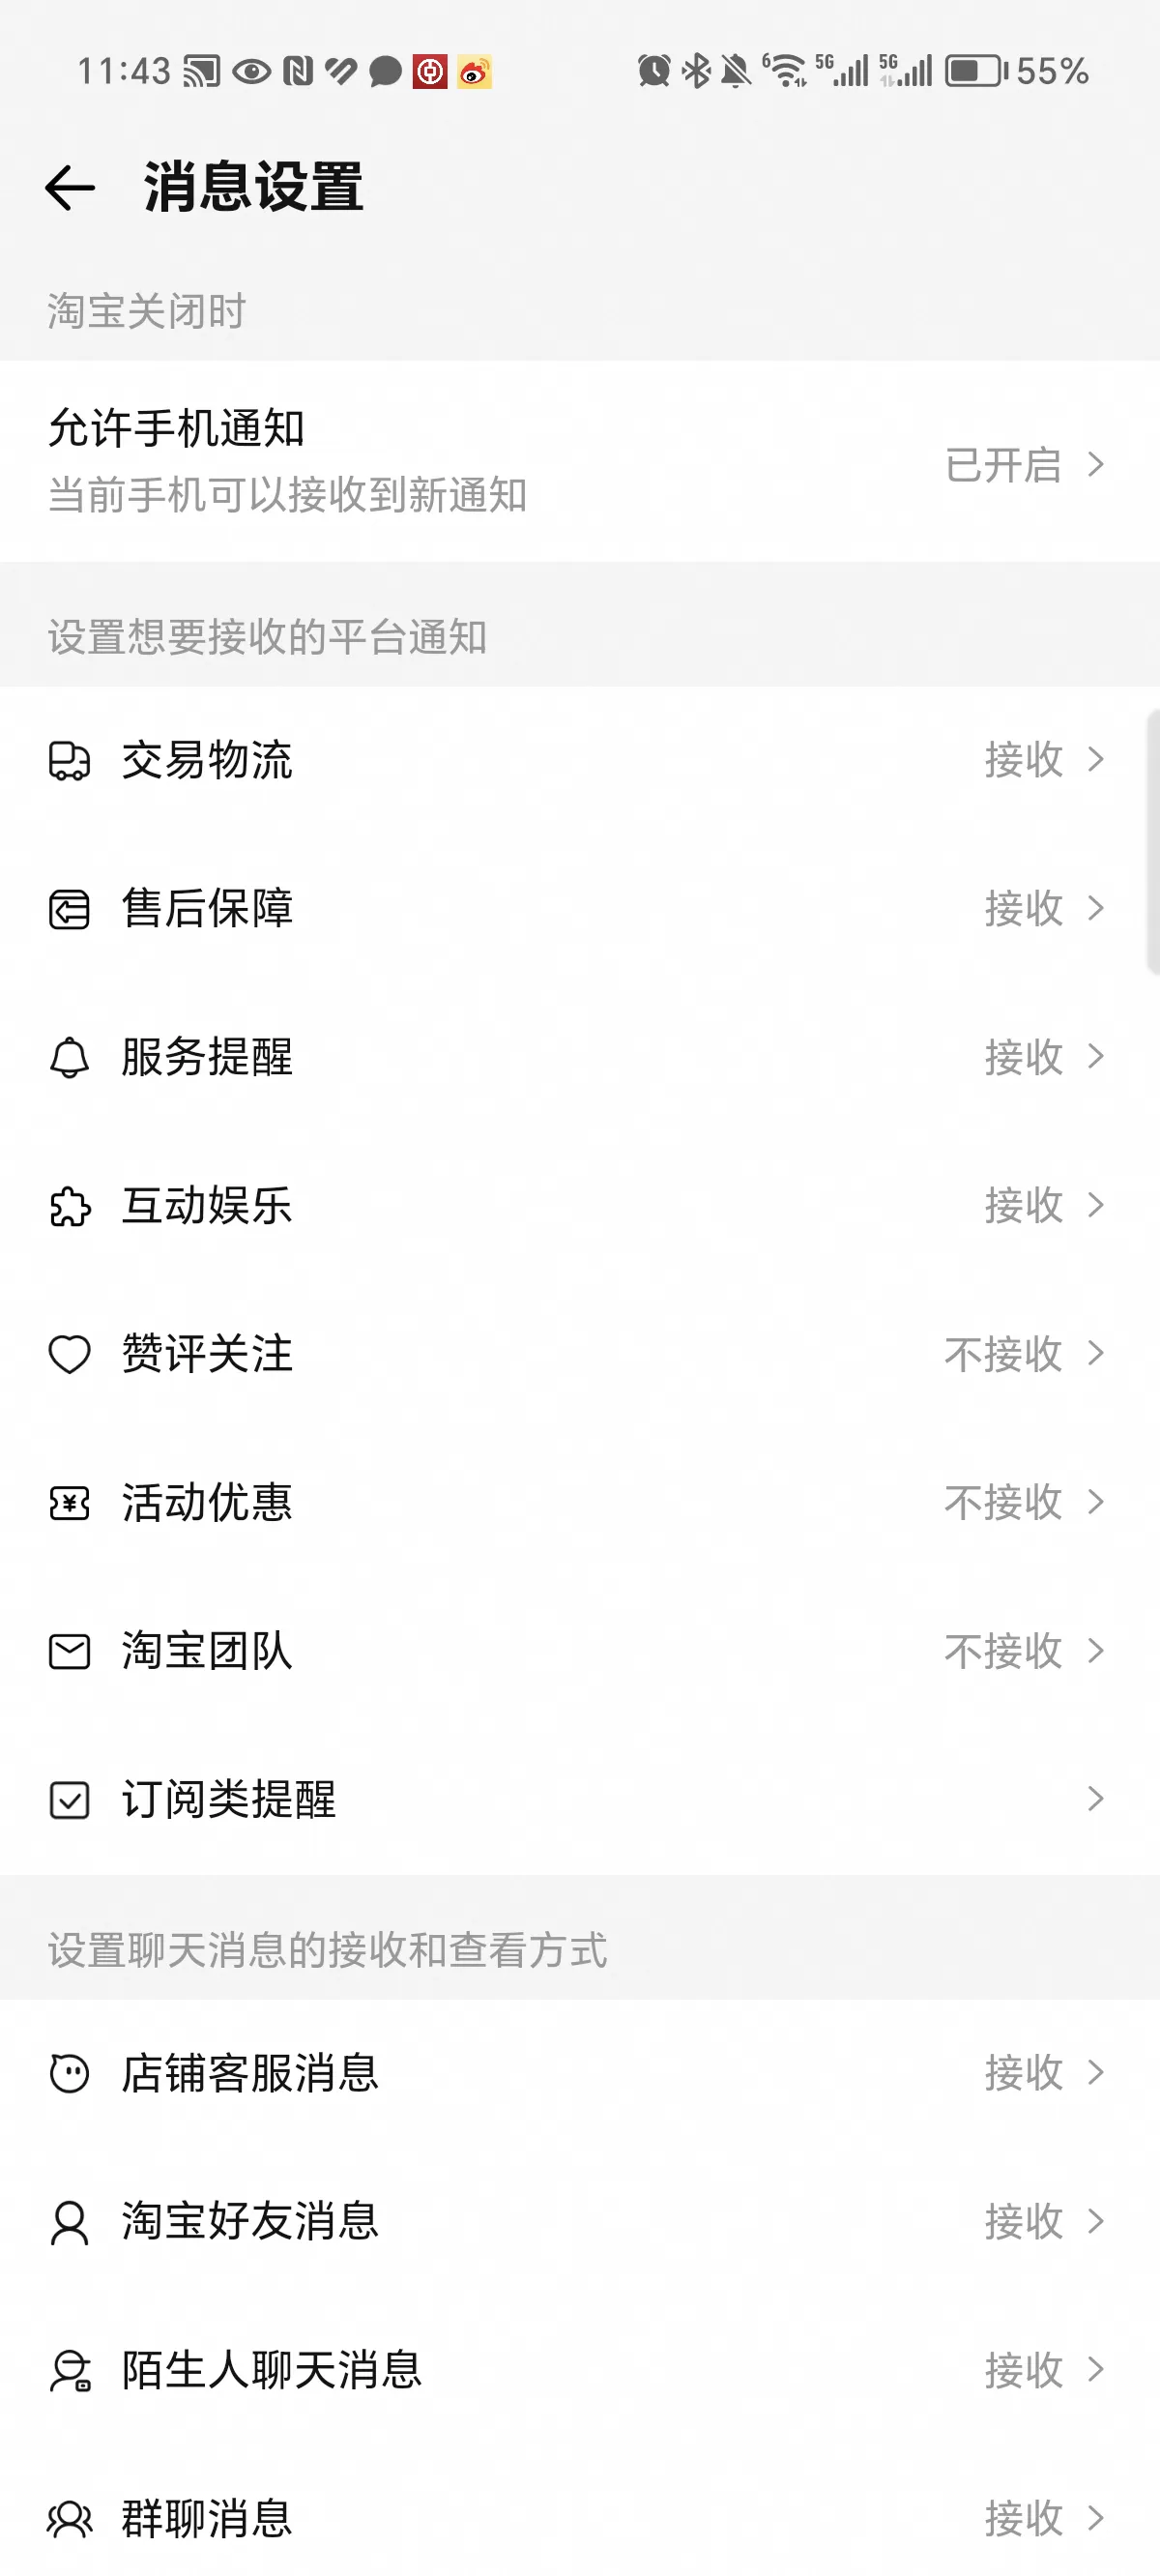 11:43 6 5G 5G 55%
消息设置
淘宝关闭时
允许手机通知
当前手机可以接收到新通知
已开启
设置想要接收的平台通知
交易物流 接收
售后保障 接收
服务提醒 接收
互动娱乐 接收
赞评关注 不接收
活动优惠 不接收
淘宝团队 不接收
订阅类提醒
设置聊天消息的接收和查看方式
店铺客服消息 接收
淘宝好友消息 接收
陌生人聊天消息 接收
群聊消息 接收